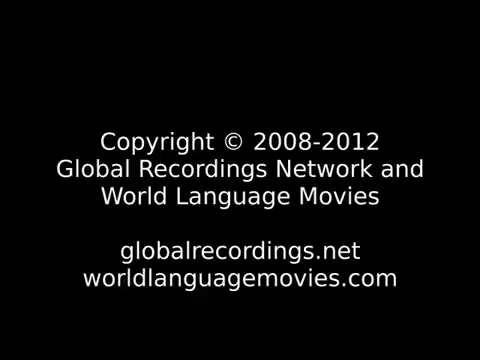 Copyright © 2008-2012
Global Recordings Network and
World Language Movies
globalrecordings.net
worldlanguagemovies.com